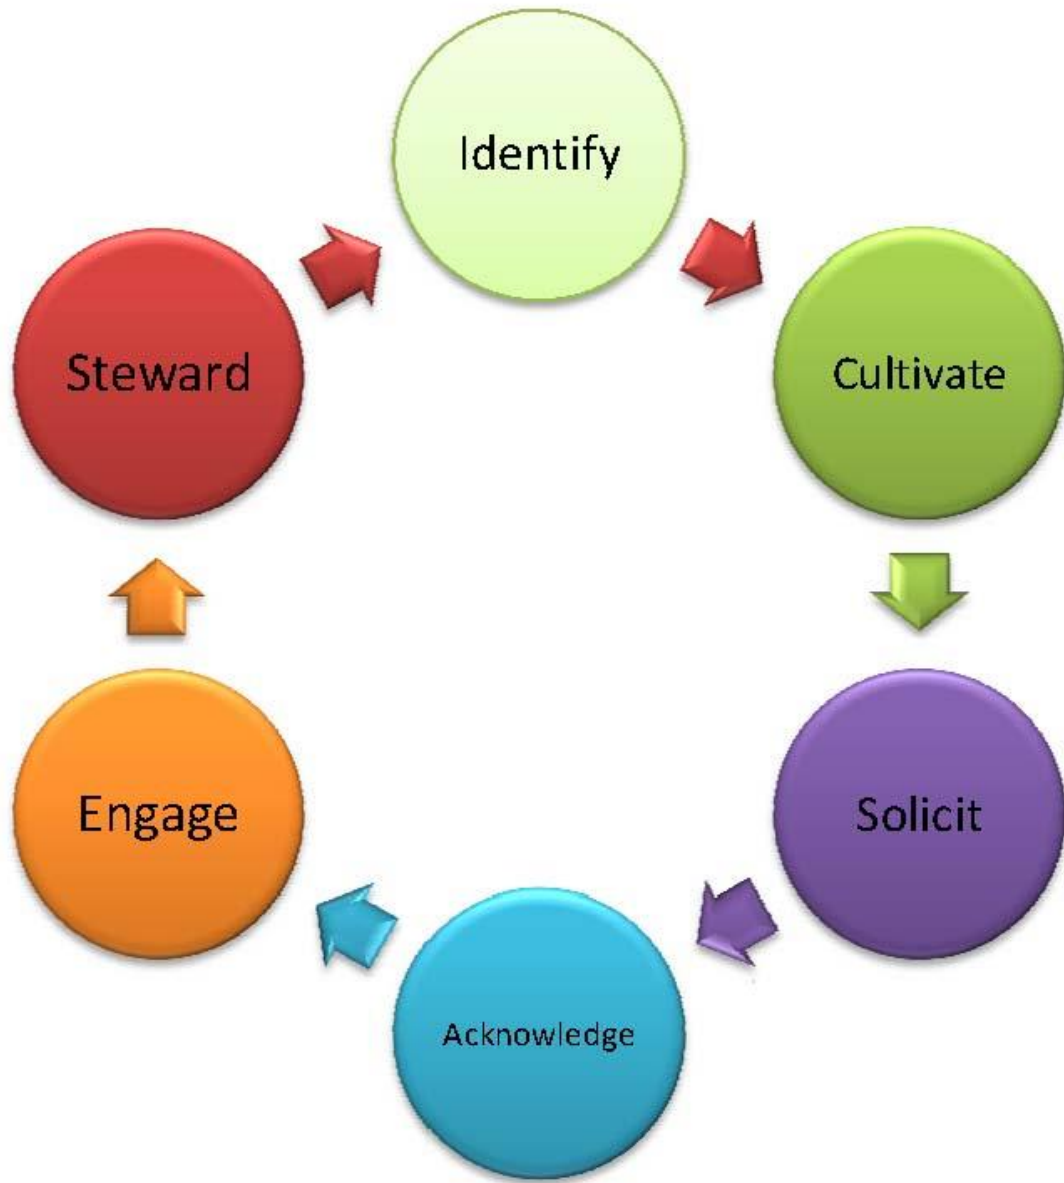 Identify
Cultivate
Solicit
Acknowledge
Engage
Steward